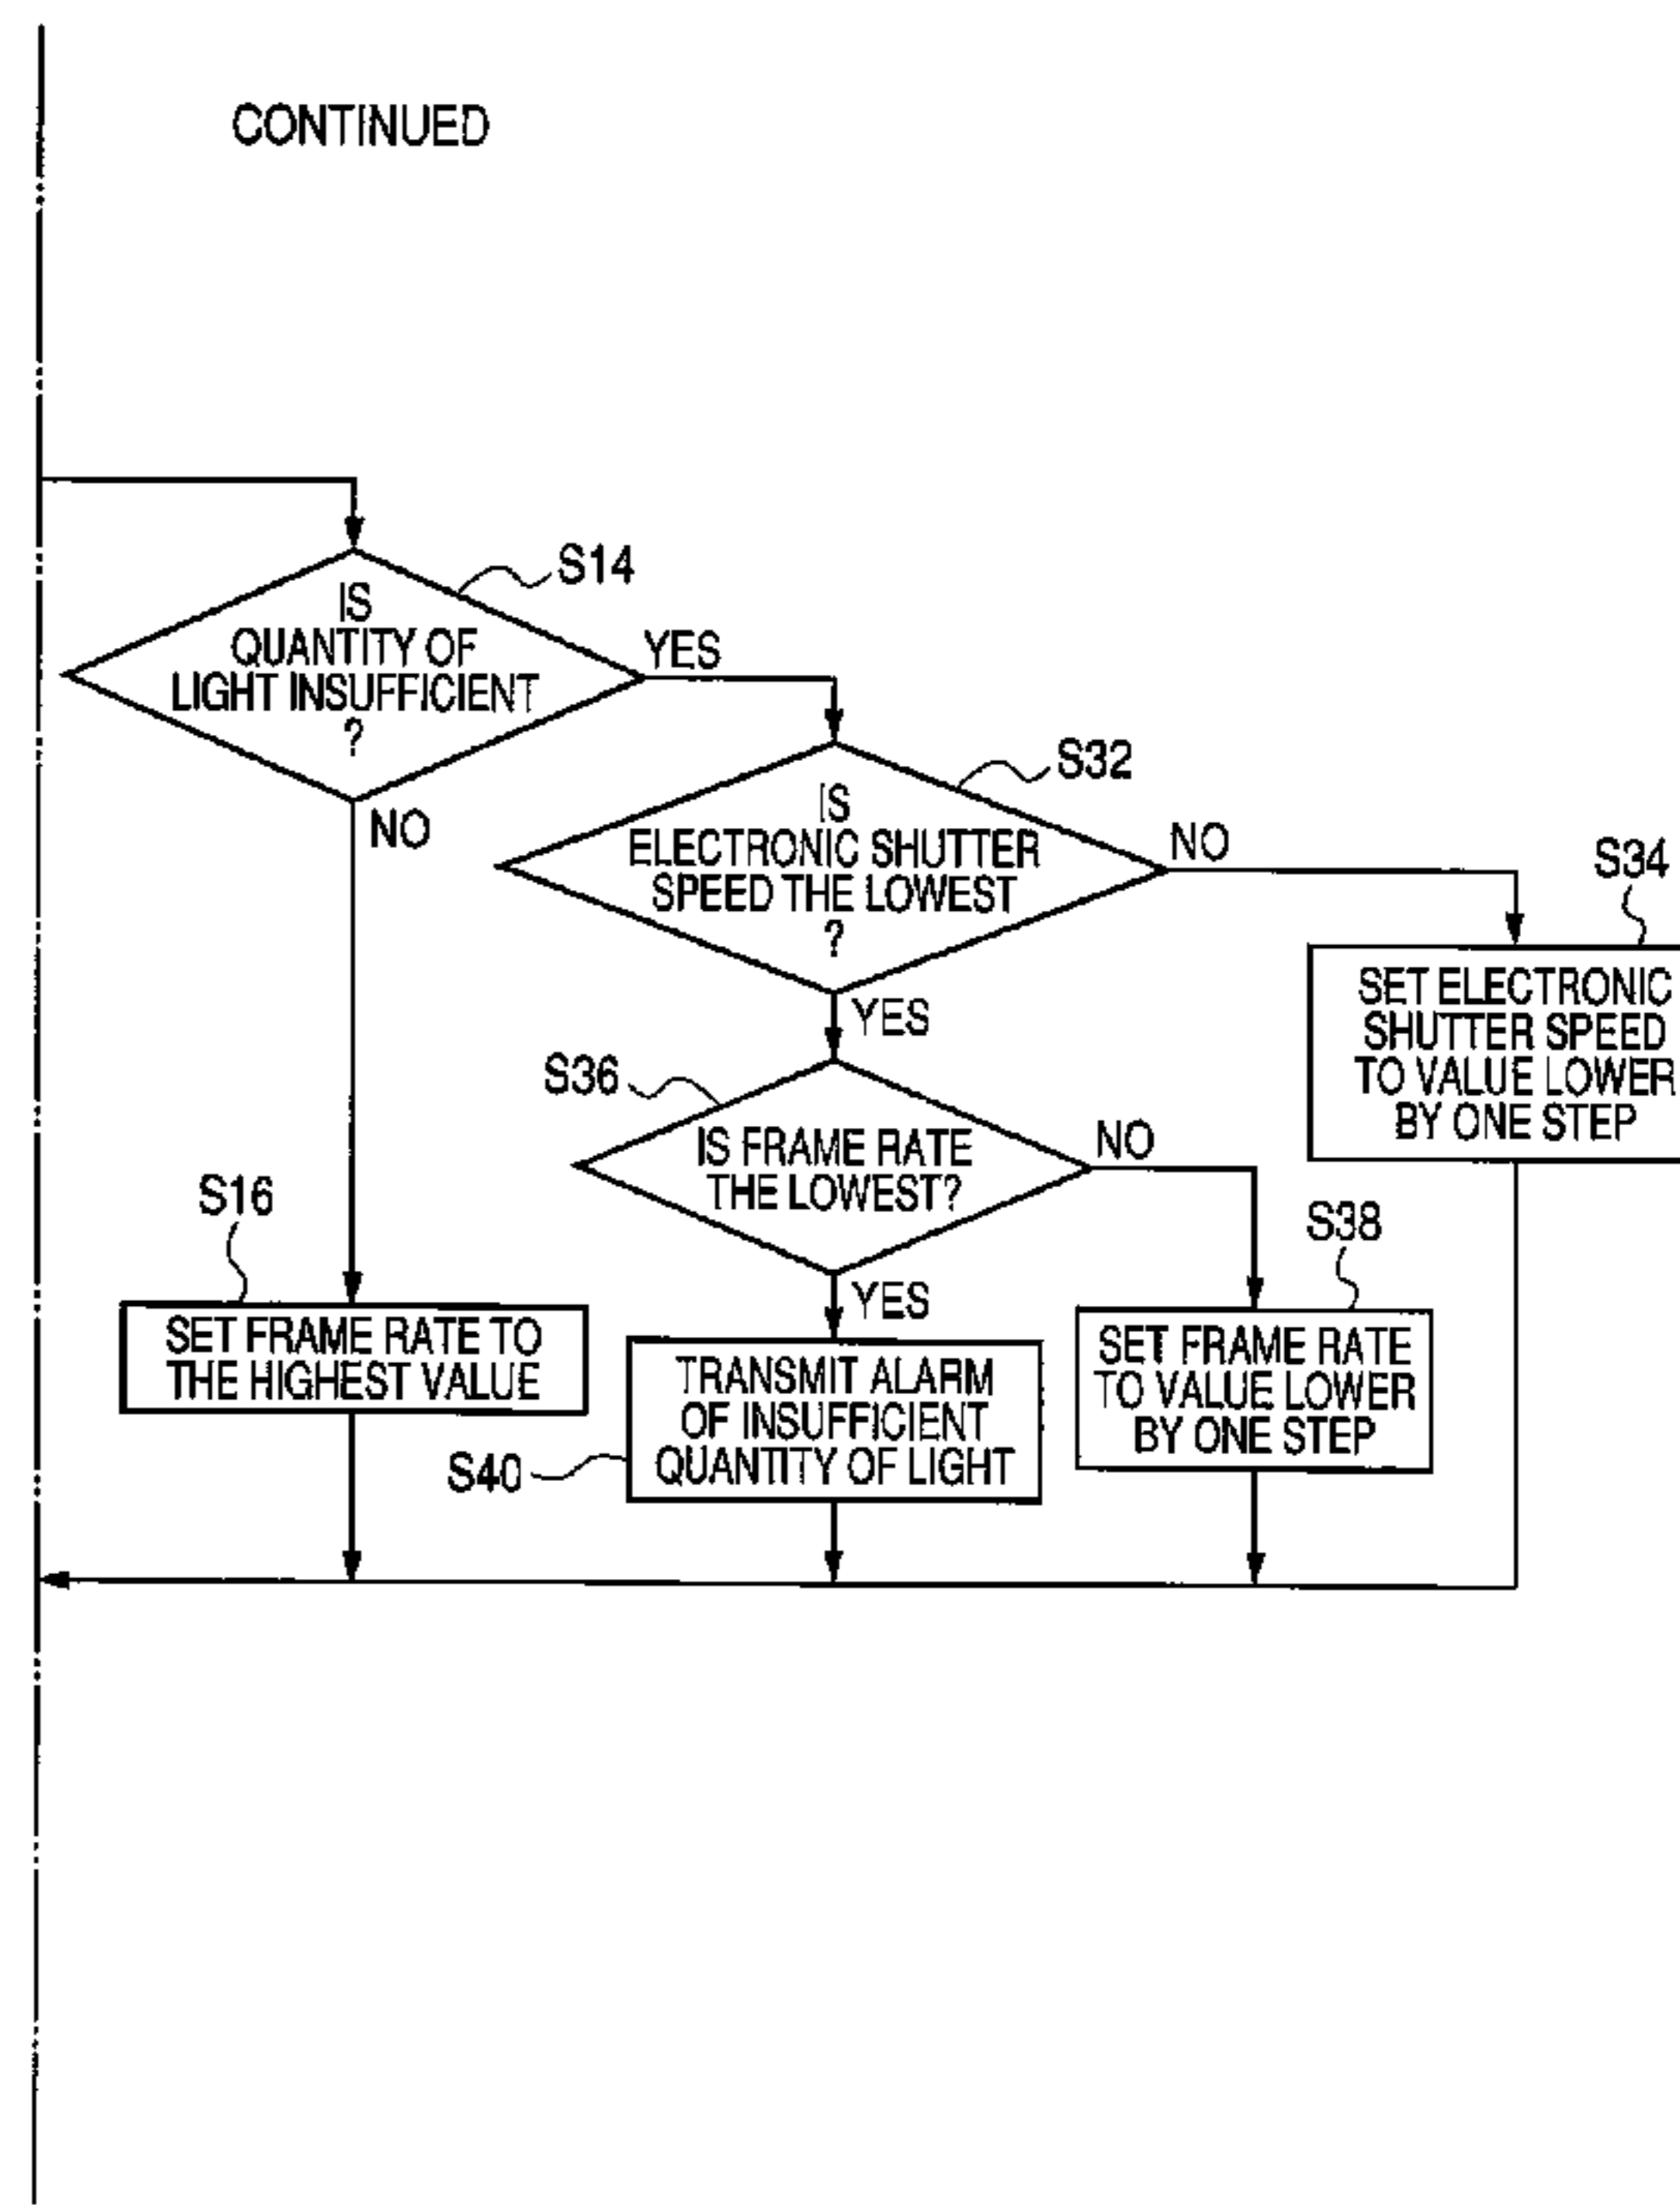 CONTINUED
S14
IS
QUANTITY OF
LIGHT INSUFFICIENT
?
YES
NO
S32
IS
ELECTRONIC SHUTTER
SPEED THE LOWEST
?
NO
YES
S34
SET ELECTRONIC
SHUTTER SPEED
TO VALUE LOWER
BY ONE STEP
S36
IS FRAME RATE
THE LOWEST?
NO
YES
S16
SET FRAME RATE TO
THE HIGHEST VALUE
S40
TRANSMIT ALARM
OF INSUFFICIENT
QUANTITY OF LIGHT
S38
SET FRAME RATE
TO VALUE LOWER
BY ONE STEP